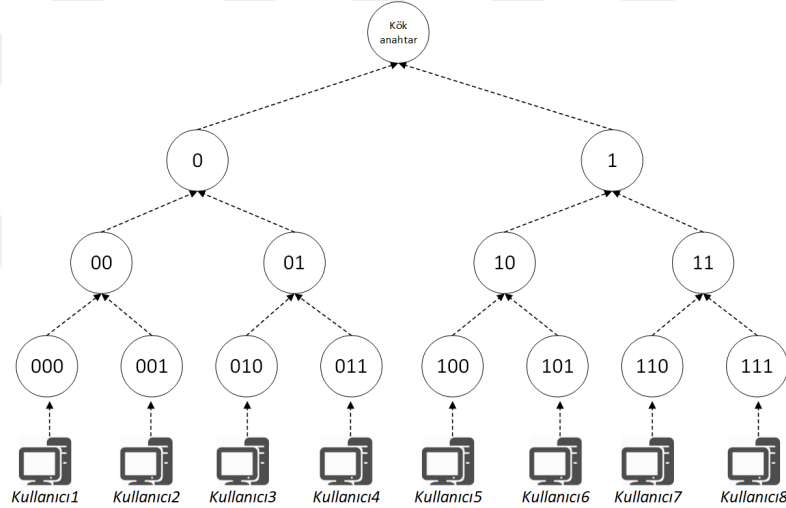 Kök
anahtar
0
1
00
01
10
11
000
001
010
011
100
101
110
111
Kullanıcı1
Kullanıcı2
Kullanıcı3
Kullanıcı4
Kullanıcı5
Kullanıcı6
Kullanıcı7
Kullanıcı8